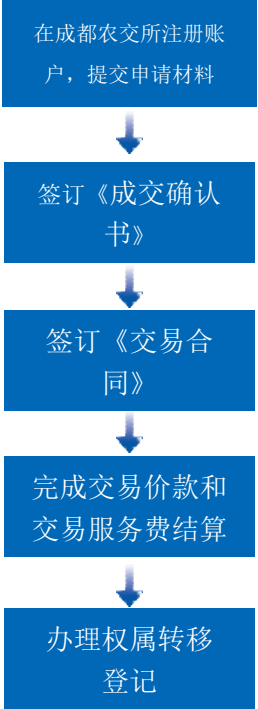 在成都农交所注册账
户，提交申请材料
签订《成交确认
书》
签订《交易合
同》
完成交易价款和
交易服务费结算
办理权属转移
登记